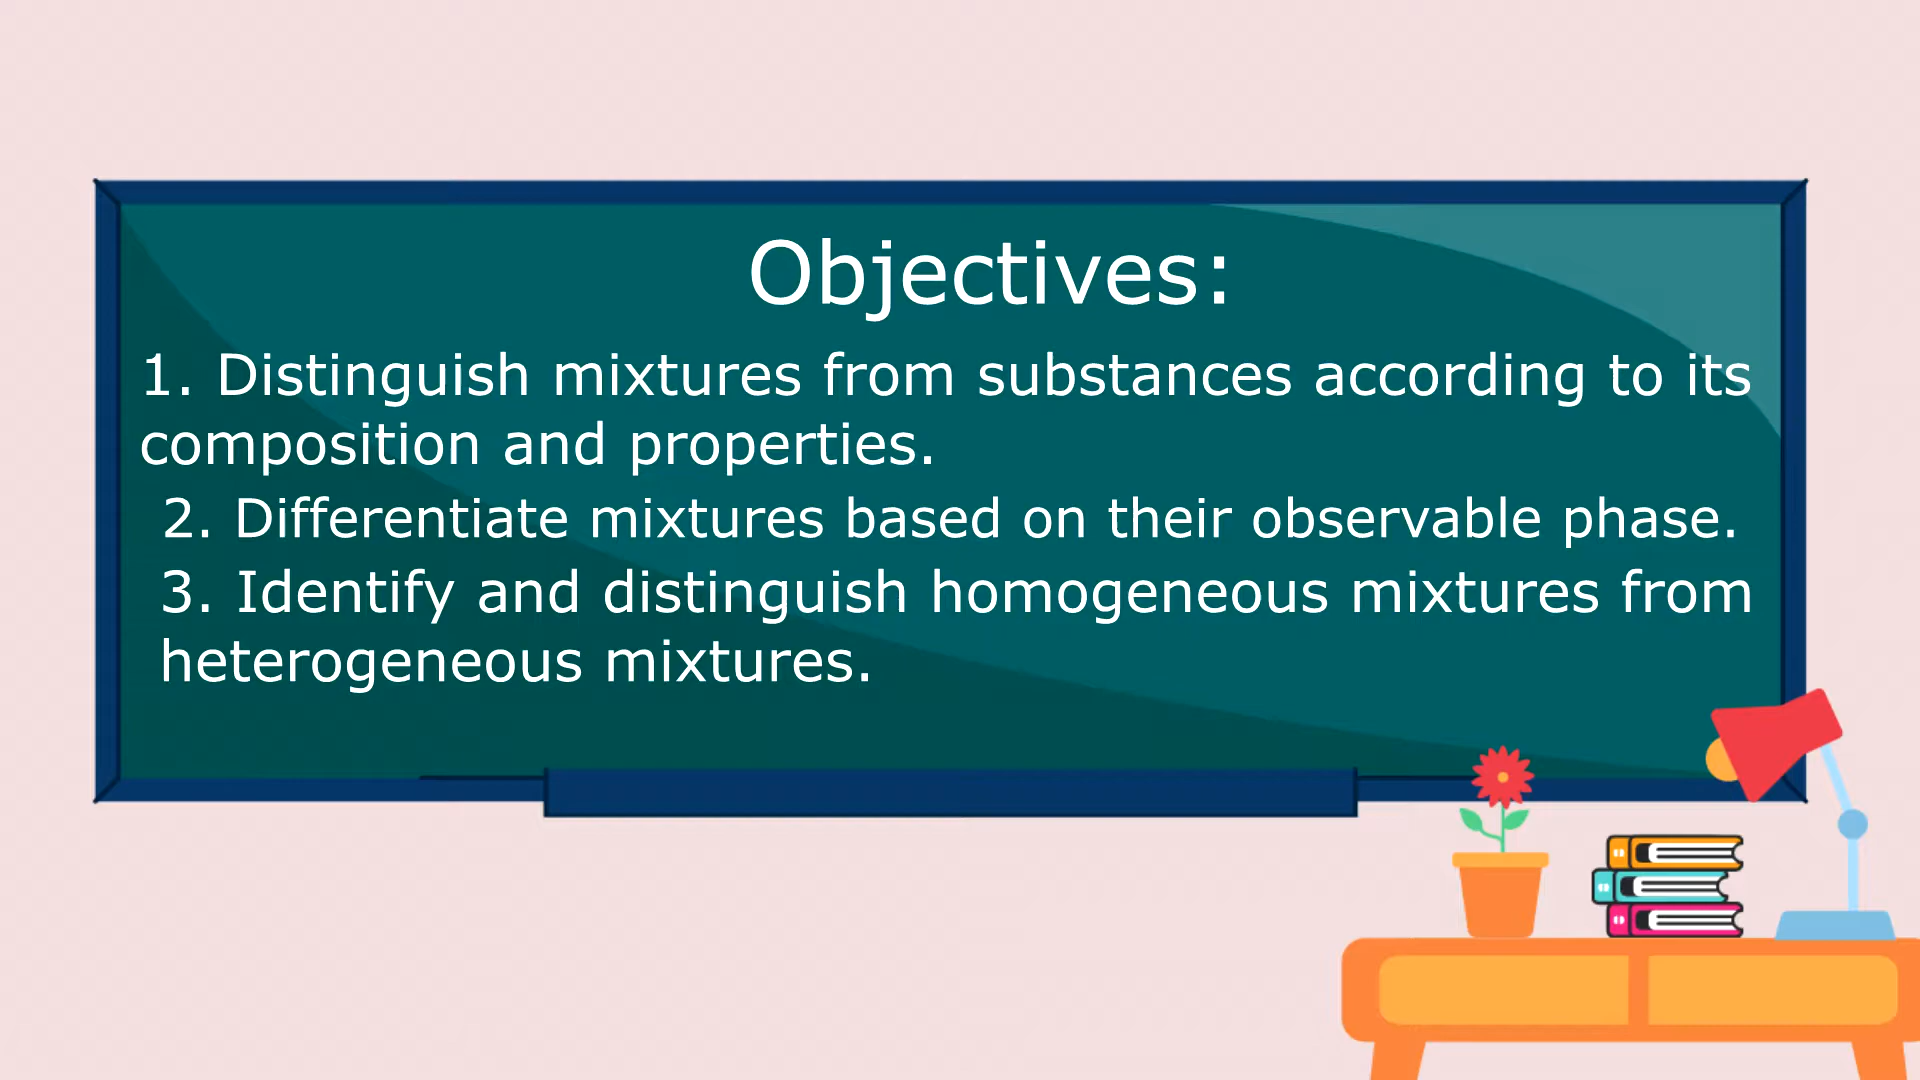 Objectives:
1. Distinguish mixtures from substances according to its
composition and properties.
2. Differentiate mixtures based on their observable phase.
3. Identify and distinguish homogeneous mixtures from
heterogeneous mixtures.